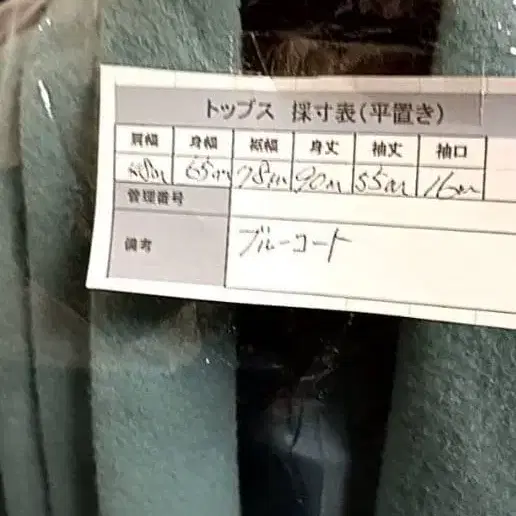 トップス 採寸表(平置き)
肩幅 身幅 裾幅 身丈 袖丈 袖口
65cm 78cm 90cm 55cm 16cm
管理番号
備考 ブルーコート